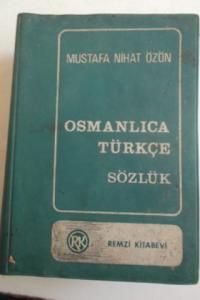 MUSTAFA NİHAT ÖZÖN
OSMANLICA
TÜRKÇE
SÖZLÜK
RK
REMZİ KİTABEVİ